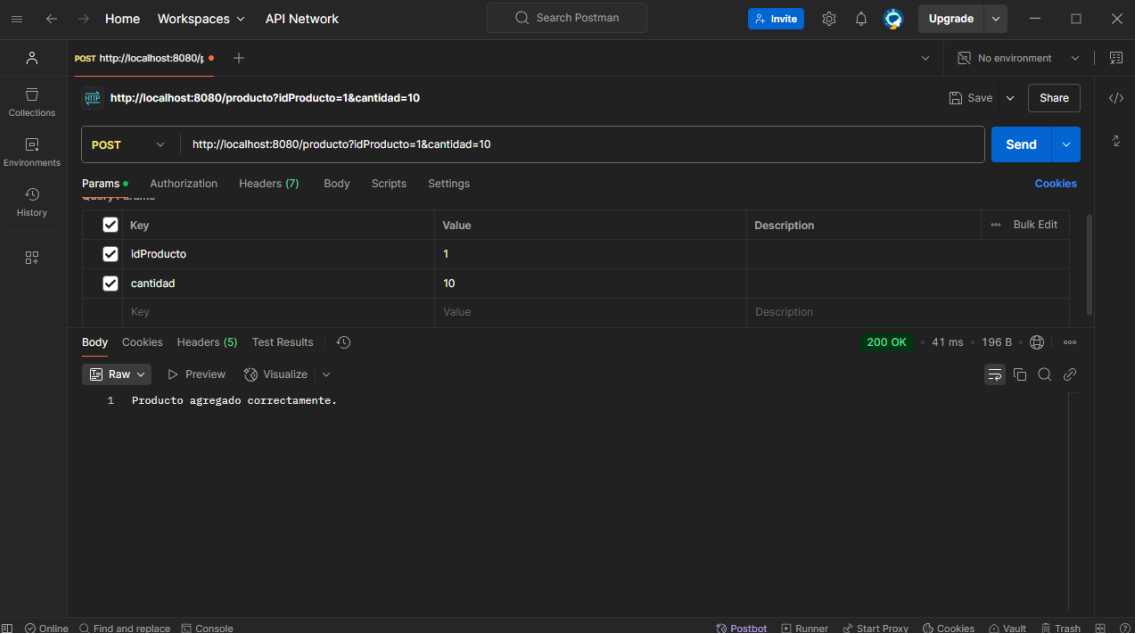 Home Workspaces API Network Search Postman Invite Upgrade
POST http://localhost:8080/p No environment
Collections
Environments
History
HTTP http://localhost:8080/producto?idProducto=1&cantidad=10 Save Share
POST http://localhost:8080/producto?idProducto=1&cantidad=10 Send
Params Authorization Headers (7) Body Scripts Settings Cookies
Query Params
Key Value Description Bulk Edit
idProducto 1
cantidad 10
Key Value Description
Body Cookies Headers (5) Test Results 200 OK 41 ms 196 B
Raw Preview Visualize
1 Producto agregado correctamente.
Online Find and replace Console Postbot Runner Start Proxy Cookies Vault Trash